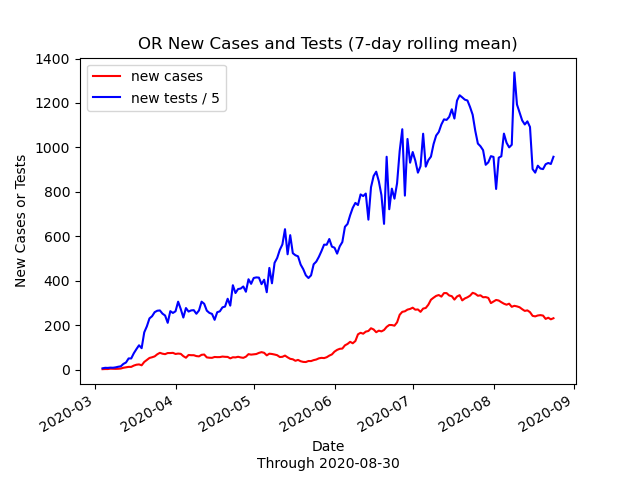 OR New Cases and Tests (7-day rolling mean)
new cases
new tests / 5
New Cases or Tests
1400
1200
1000
800
600
400
200
0
2020-03
2020-04
2020-05
2020-06
2020-07
2020-08
2020-09
Date
Through 2020-08-30